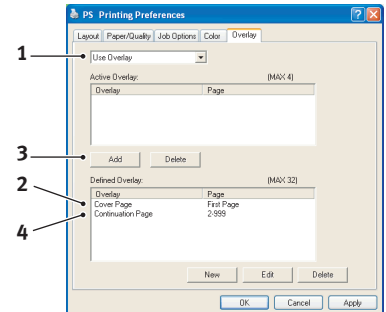 PS Printing Preferences
Layout Paper/Quality Job Options Color Overlay
1
Use Overlay
Active Overlay: (MAX 4)
Overlay Page
3
Add Delete
Defined Overlay: (MAX 32)
2
Overlay Page
Cover Page First Page
Continuation Page 2-999
4
New Edit Delete
OK Cancel Apply